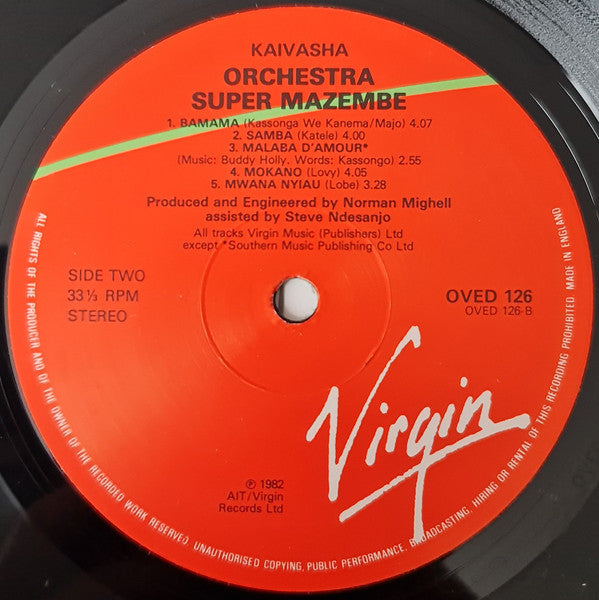 KAIVASHA
ORCHESTRA
SUPER MAZEMBE
1. BAMAMA (Kassonga We Kanema/Majo) 4.07
2. SAMBA (Katele) 4.00
3. MALABA D'AMOUR*
(Music: Buddy Holly. Words: Kassongo) 2.55
4. MOKANO (Lovy) 4.05
5. MWANA NYIAU (Lobe) 3.28
Produced and Engineered by Norman Mighell
assisted by Steve Ndesanjo
All tracks Virgin Music (Publishers) Ltd
except *Southern Music Publishing Co Ltd
SIDE TWO
33⅓ RPM
STEREO
OVED 126
OVED 126-B
Virgin
℗ 1982
AIT/Virgin
Records Ltd
ALL RIGHTS OF THE PRODUCER AND OF THE OWNER OF THE RECORDED WORK RESERVED. UNAUTHORISED COPYING, PUBLIC PERFORMANCE, BROADCASTING, HIRING OR RENTAL OF THIS RECORDING PROHIBITED. MADE IN ENGLAND